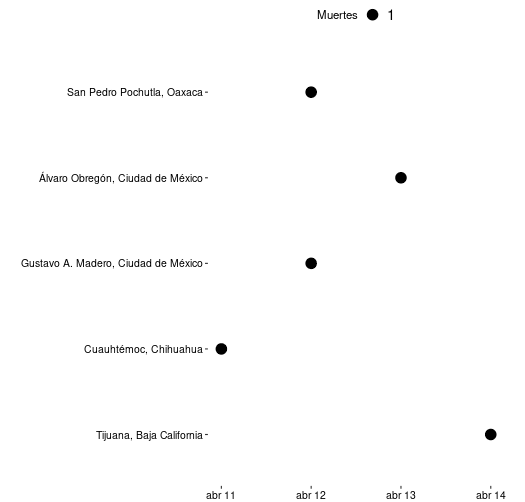 Muertes 1
San Pedro Pochutla, Oaxaca
Álvaro Obregón, Ciudad de México
Gustavo A. Madero, Ciudad de México
Cuauhtémoc, Chihuahua
Tijuana, Baja California
abr 11 abr 12 abr 13 abr 14